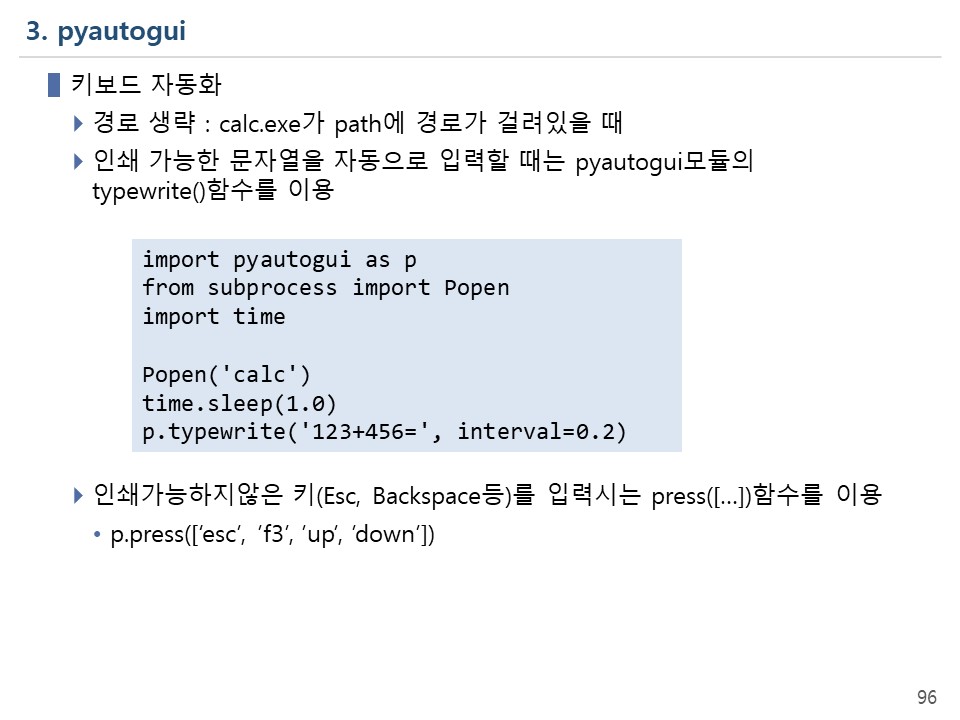 3. pyautogui
키보드 자동화
경로 생략 : calc.exe가 path에 경로가 걸려있을 때
인쇄 가능한 문자열을 자동으로 입력할 때는 pyautogui모듈의
typewrite()함수를 이용
import pyautogui as p
from subprocess import Popen
import time
Popen('calc')
time.sleep(1.0)
p.typewrite('123+456=', interval=0.2)
인쇄가능하지않은 키(Esc, Backspace등)를 입력시는 press([…])함수를 이용
• p.press([‘esc’, ’f3’, ’up’, ’down’])
96